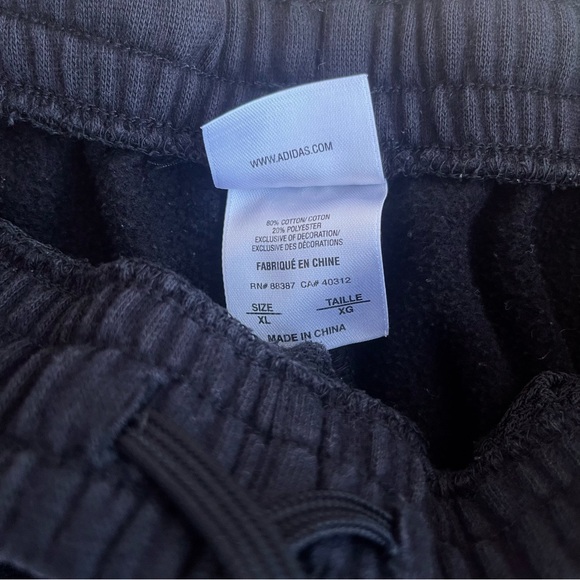 WWW.ADIDAS.COM
80% COTTON/COTON
20% POLYESTER
EXCLUSIVE OF DECORATION/
EXCLUSIVE DES DÉCORATIONS
FABRIQUÉ EN CHINE
RN# 88387 CA# 40312
SIZE TAILLE
XL XG
MADE IN CHINA